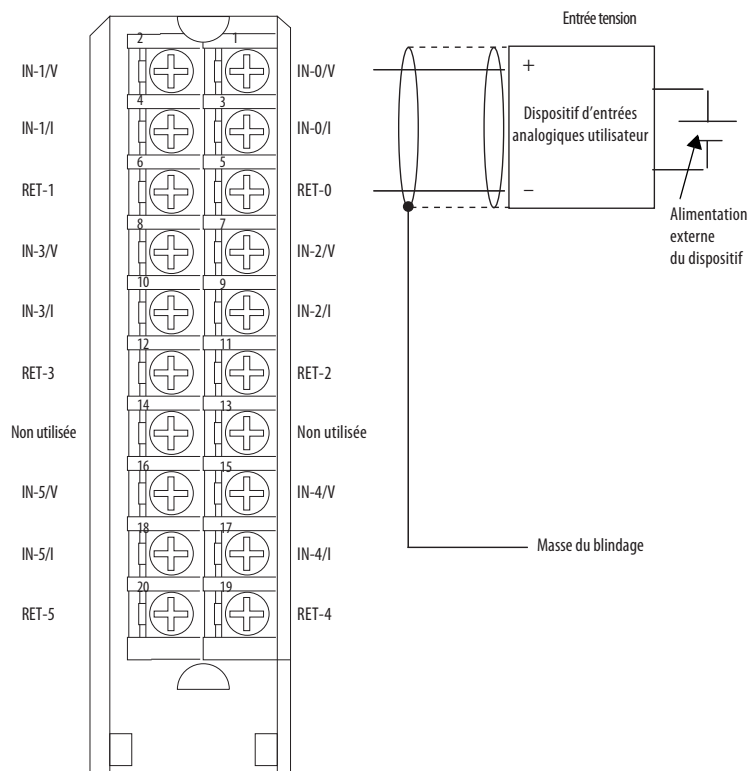 Entrée tension
2 1
IN-1/V IN-0/V
+
4 3
IN-1/I IN-0/I
Dispositif d'entrées
analogiques utilisateur
6 5
RET-1 RET-0
–
8 7
IN-3/V IN-2/V
Alimentation
externe
du dispositif
10 9
IN-3/I IN-2/I
12 11
RET-3 RET-2
14 13
Non utilisée Non utilisée
16 15
IN-5/V IN-4/V
18 17
IN-5/I IN-4/I
Masse du blindage
20 19
RET-5 RET-4